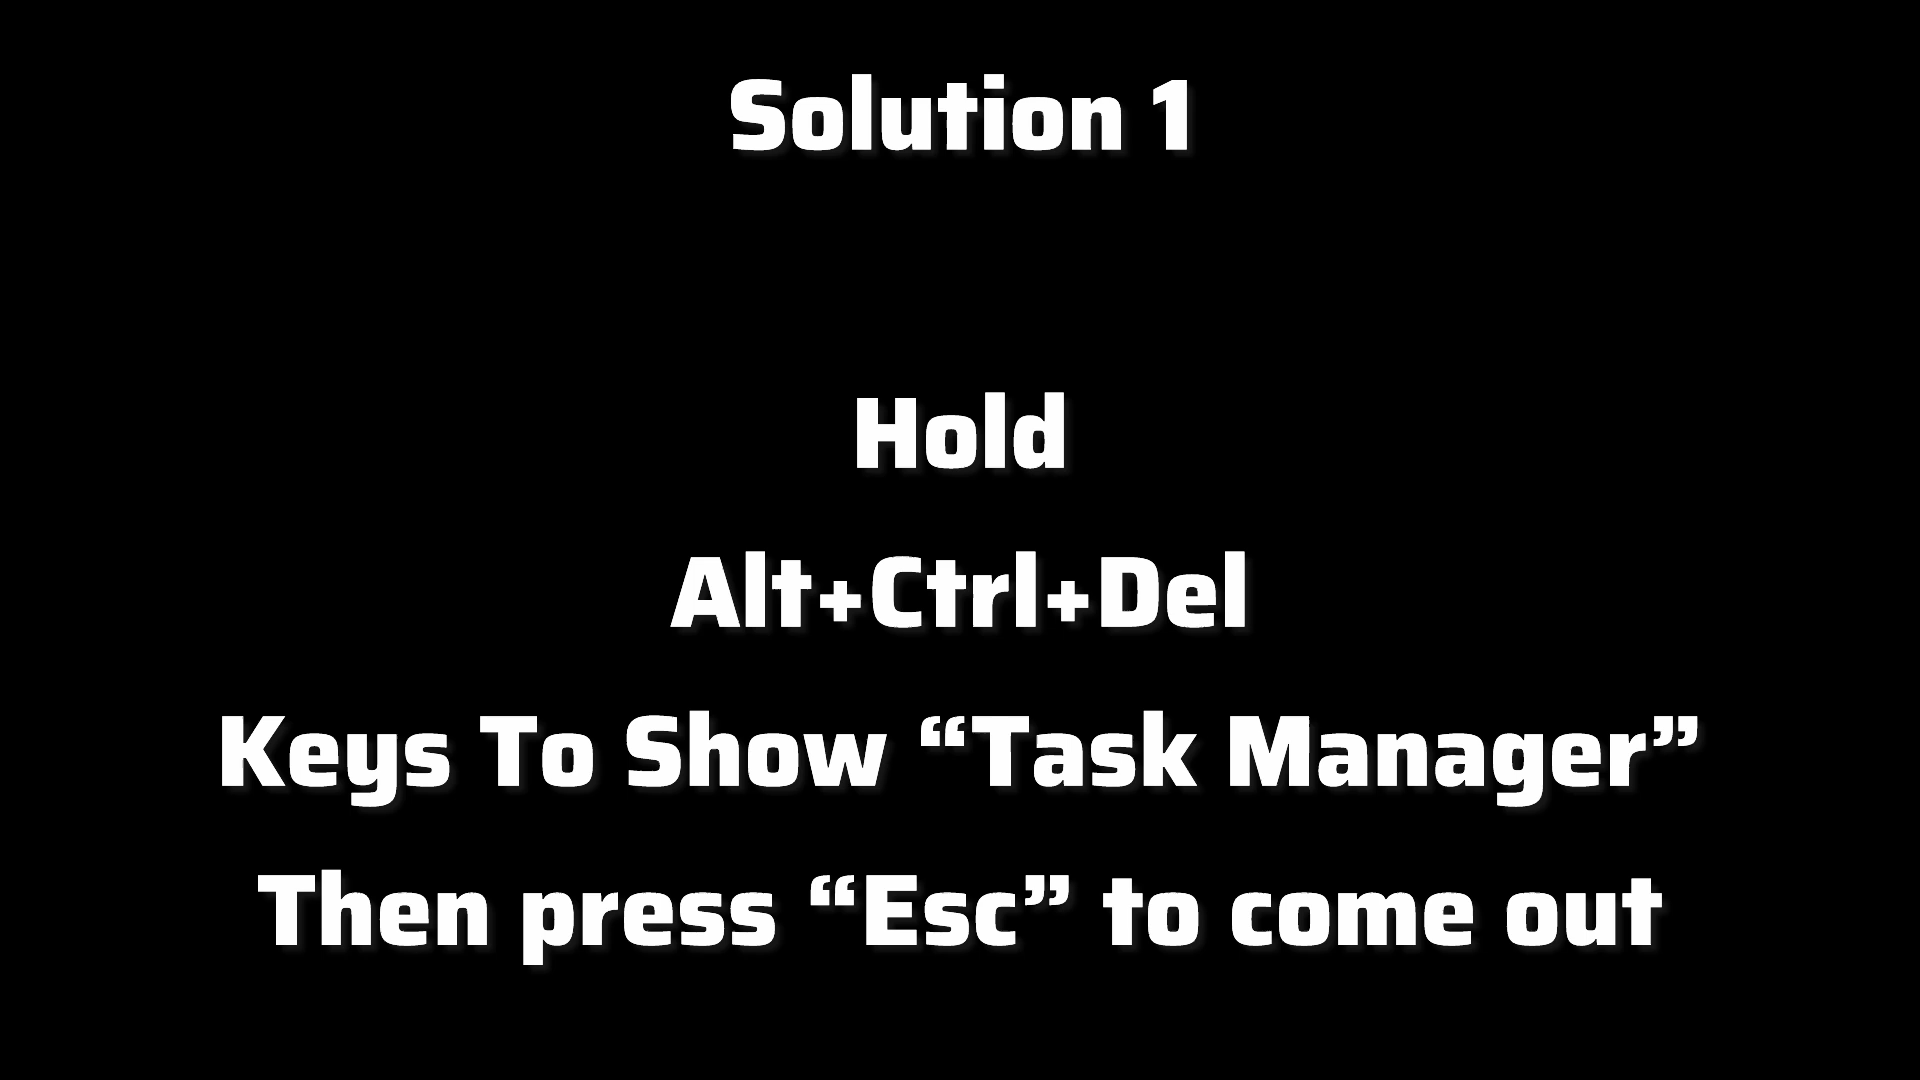 Solution 1
Hold
Alt+Ctrl+Del
Keys To Show “Task Manager”
Then press “Esc” to come out